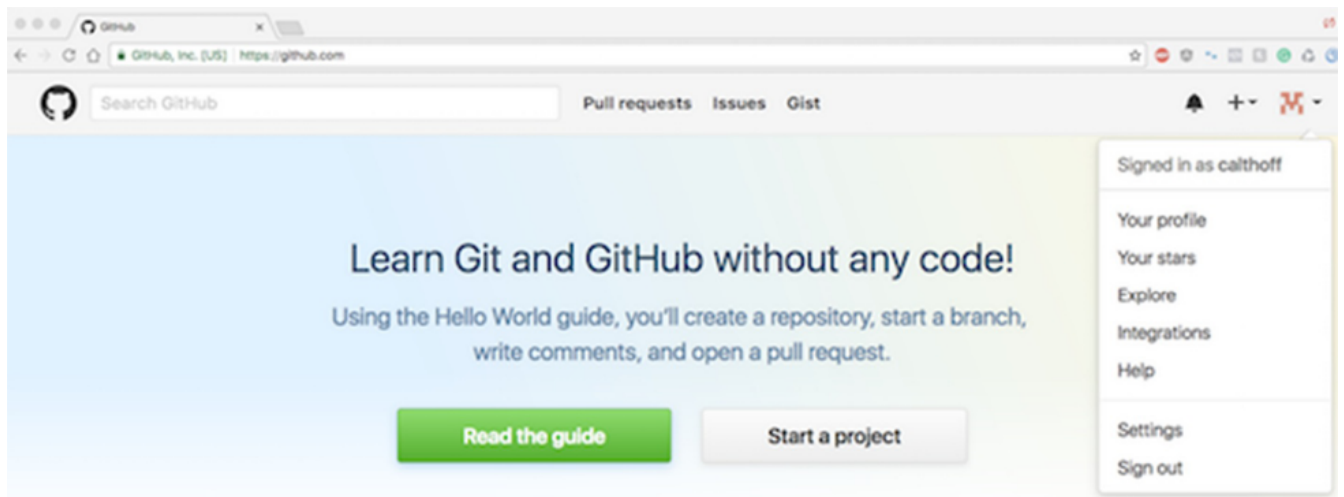 GitHub
GitHub, Inc. [US] https://github.com
Search GitHub
Pull requests Issues Gist
Signed in as calthoff
Your profile
Your stars
Explore
Integrations
Help
Settings
Sign out
Learn Git and GitHub without any code!
Using the Hello World guide, you’ll create a repository, start a branch,
write comments, and open a pull request.
Read the guide
Start a project